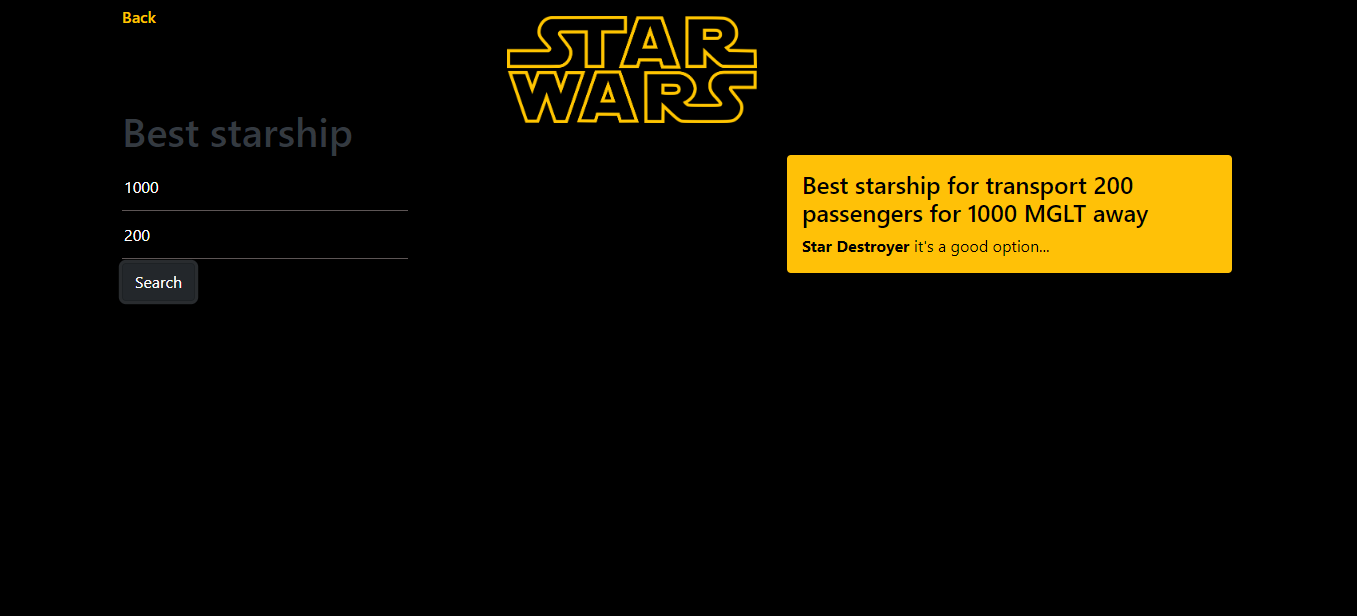 Back
STAR
WARS
Best starship
1000
200
Search
Best starship for transport 200
passengers for 1000 MGLT away
Star Destroyer it's a good option...